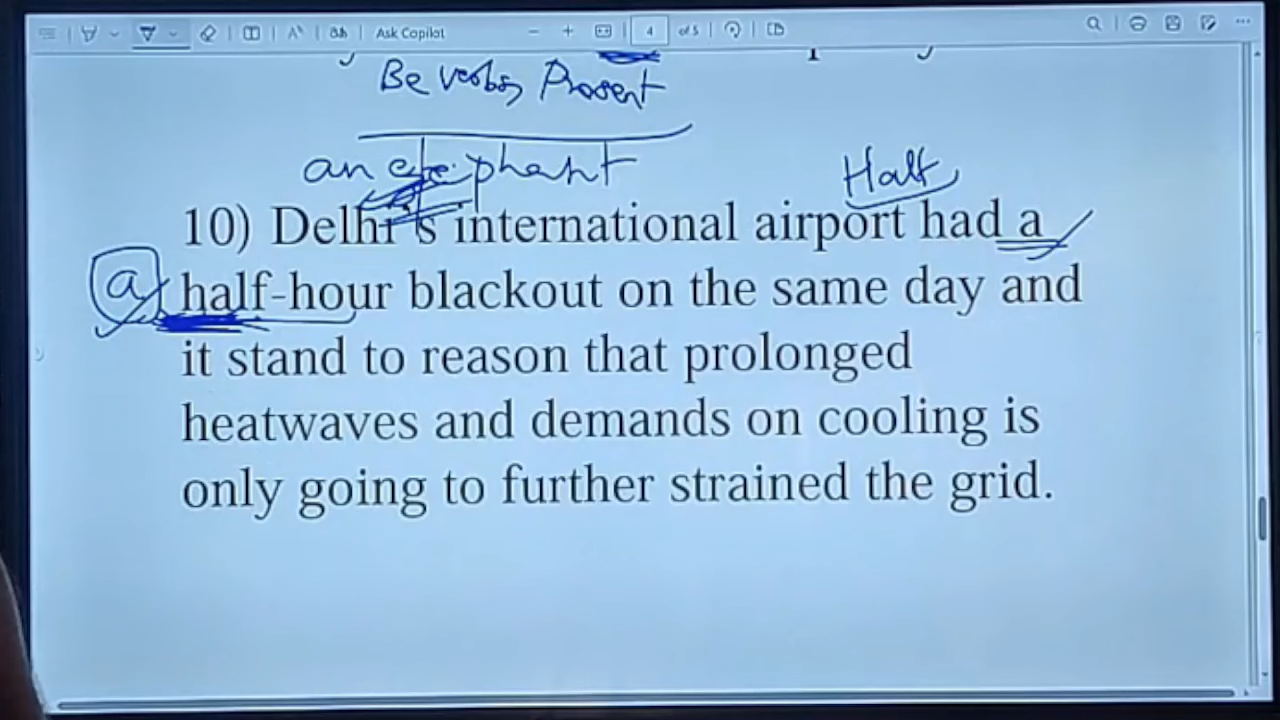 Ask Copilot
4 of 5
Be verbs, Present
an elephant
Half
10) Delhi's international airport had a
a
half-hour blackout on the same day and
it stand to reason that prolonged
heatwaves and demands on cooling is
only going to further strained the grid.